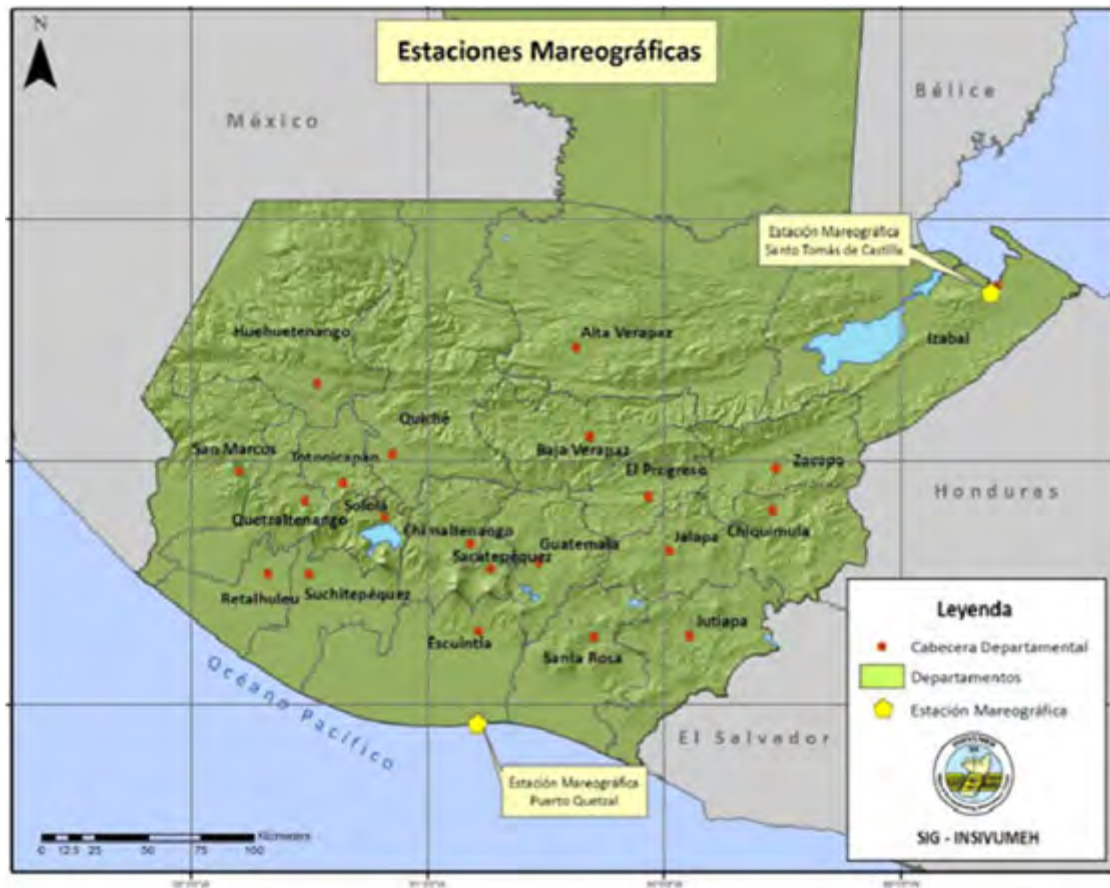 N
Estaciones Mareográficas
México
Bélice
Estación Mareográfica
Santo Tomás de Castilla
Huehuetenango
Alta Verapaz
Izabal
Quiché
San Marcos
Totonicapán
Baja Verapaz
El Progreso
Zacapa
Honduras
Sololá
Quetzaltenango
Chimaltenango
Guatemala
Jalapa
Chiquimula
Sacatepéquez
Retalhuleu
Suchitepéquez
Escuintla
Santa Rosa
Jutiapa
Océano Pacífico
El Salvador
Estación Mareográfica
Puerto Quetzal
Leyenda
Cabecera Departamental
Departamentos
Estación Mareográfica
SIG - INSIVUMEH
Kilometers
0 12.5 25 50 75 100